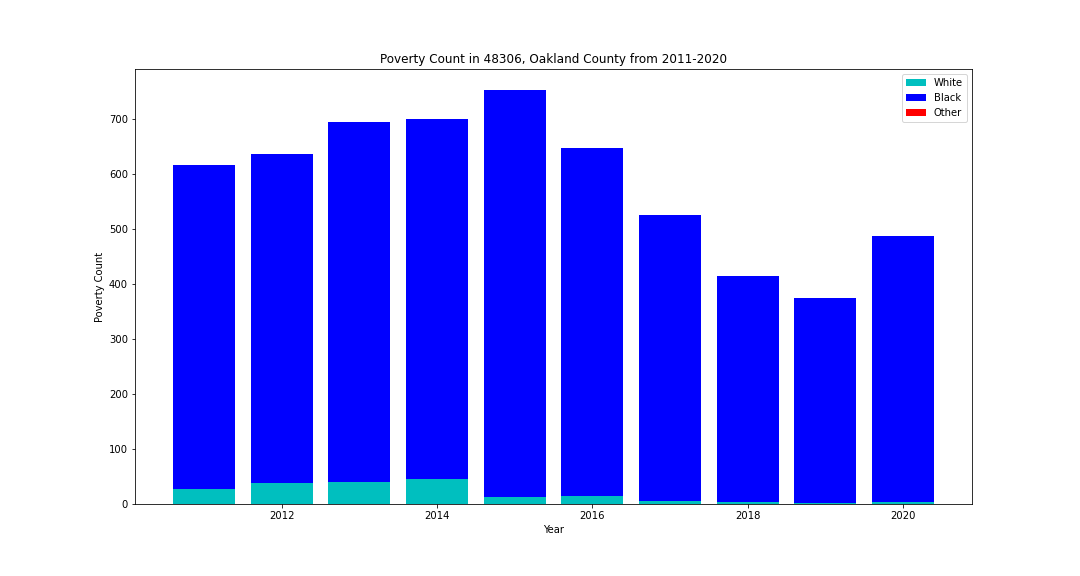 Poverty Count in 48306, Oakland County from 2011-2020
White
Black
Other
700
600
500
400
300
200
100
0
Poverty Count
2012
2014
2016
2018
2020
Year